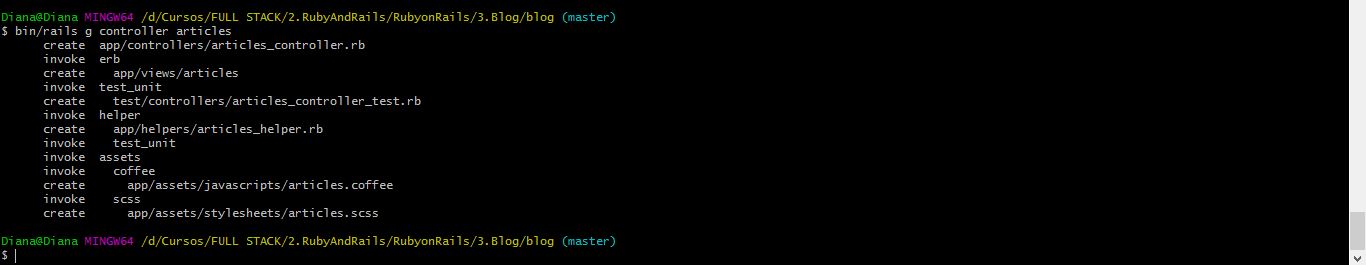 Diana@Diana MINGW64 /d/Cursos/FULL STACK/2.RubyAndRails/RubyonRails/3.Blog/blog (master)
$ bin/rails g controller articles
      create  app/controllers/articles_controller.rb
      invoke  erb
      create    app/views/articles
      invoke  test_unit
      create    test/controllers/articles_controller_test.rb
      invoke  helper
      create    app/helpers/articles_helper.rb
      invoke    test_unit
      invoke  assets
      invoke    coffee
      create      app/assets/javascripts/articles.coffee
      invoke    scss
      create      app/assets/stylesheets/articles.scss
Diana@Diana MINGW64 /d/Cursos/FULL STACK/2.RubyAndRails/RubyonRails/3.Blog/blog (master)
$